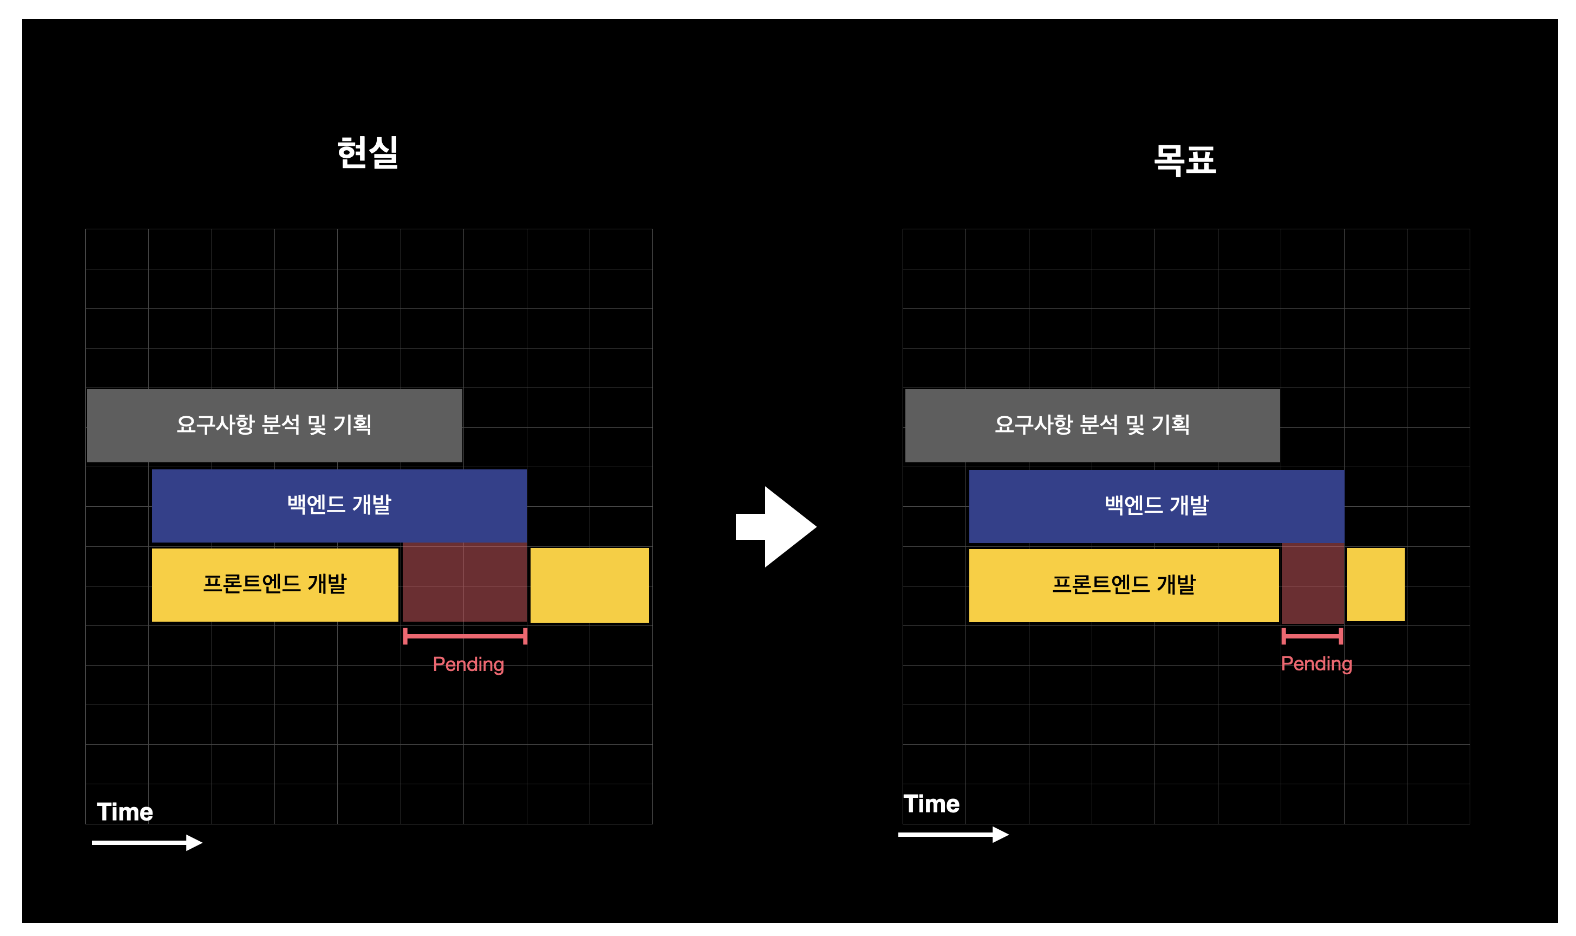 현실
요구사항 분석 및 기획
백엔드 개발
프론트엔드 개발
Pending
Time
목표
요구사항 분석 및 기획
백엔드 개발
프론트엔드 개발
Pending
Time